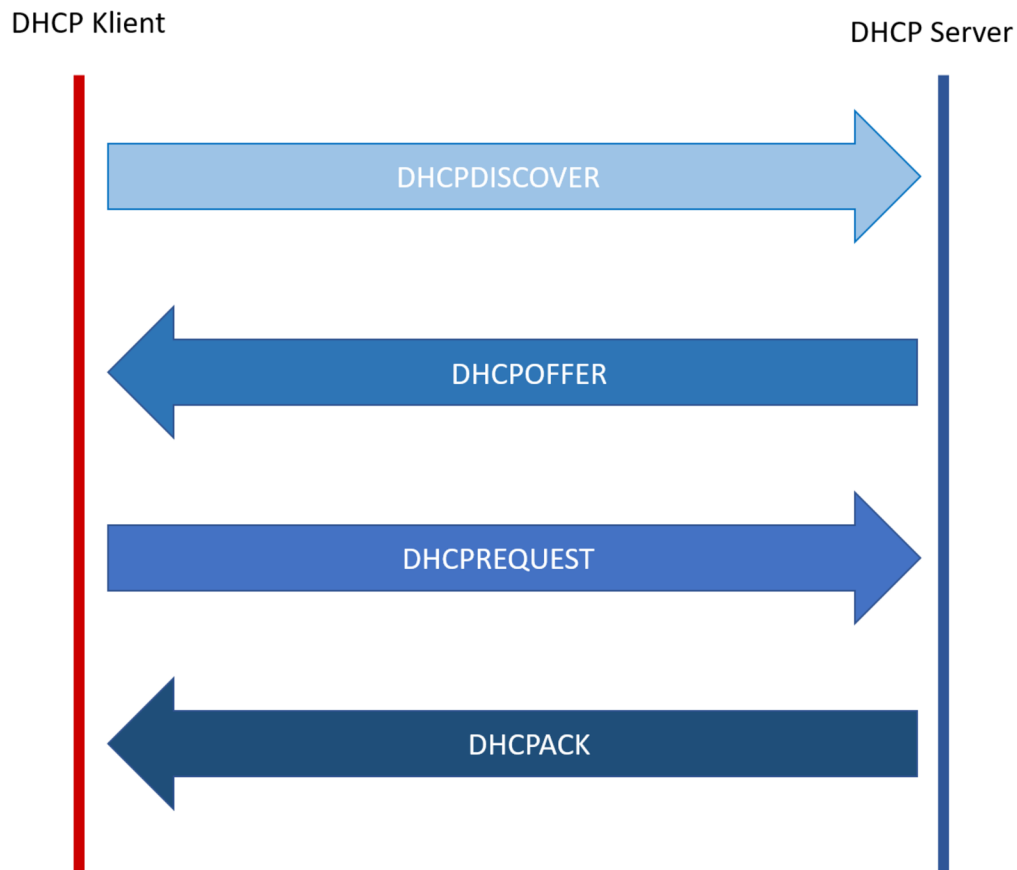 DHCP Klient
DHCP Server
DHCPDISCOVER
DHCPOFFER
DHCPREQUEST
DHCPACK